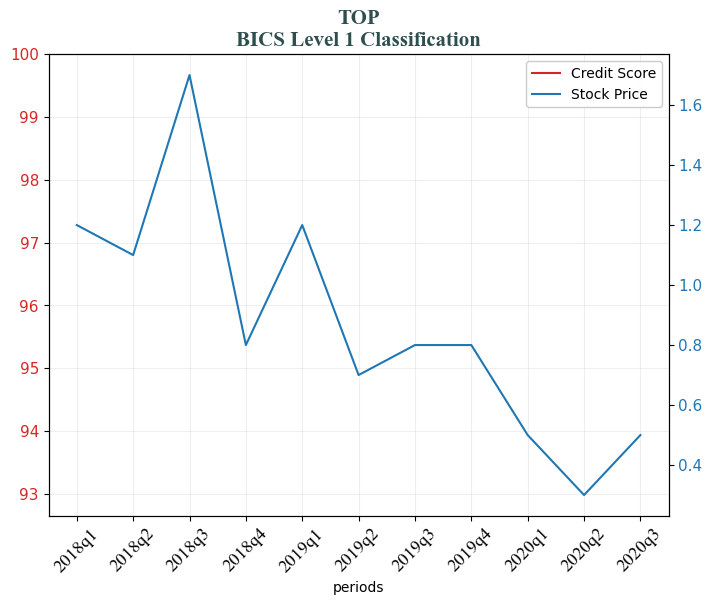 TOP
BICS Level 1 Classification
Credit Score
Stock Price
100
99
98
97
96
95
94
93
1.6
1.4
1.2
1.0
0.8
0.6
0.4
2018q1
2018q2
2018q3
2018q4
2019q1
2019q2
2019q3
2019q4
2020q1
2020q2
2020q3
periods